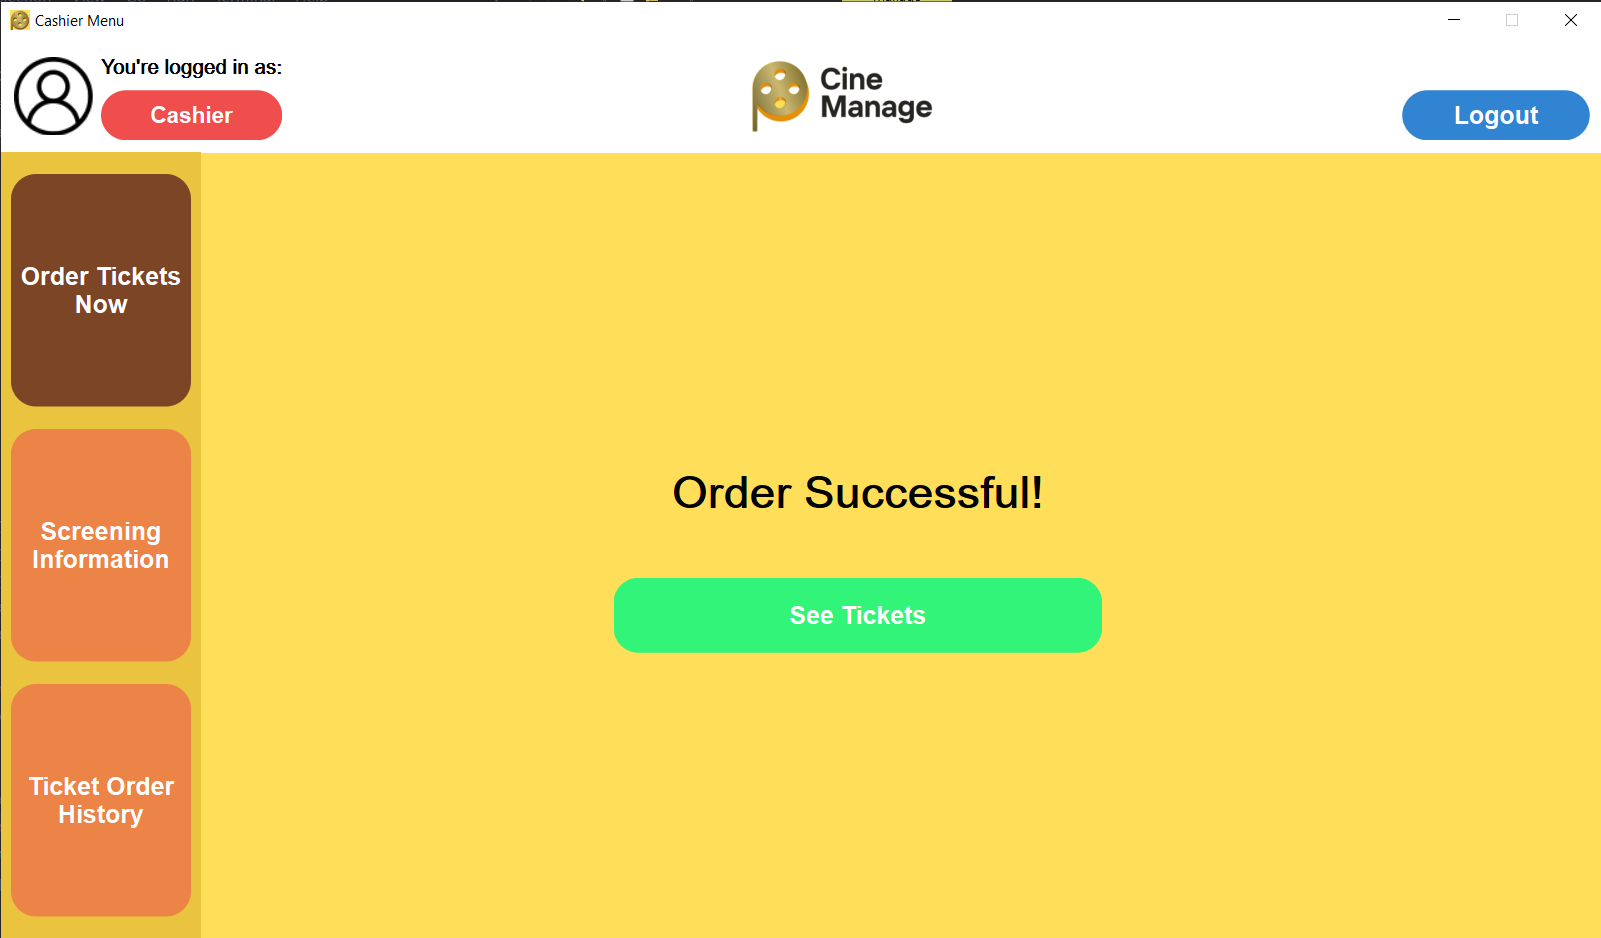 Cashier Menu
You're logged in as:
Cashier
Cine
Manage
Logout
Order Tickets
Now
Screening
Information
Ticket Order
History
Order Successful!
See Tickets